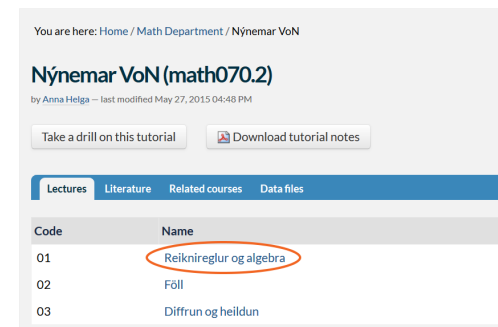 You are here: Home / Math Department / Nýnemar VoN
Nýnemar VoN (math070.2)
by Anna Helga — last modified May 27, 2015 04:48 PM
Take a drill on this tutorial Download tutorial notes
Lectures Literature Related courses Data files
Code Name
01 Reiknireglur og algebra
02 Föll
03 Diffrun og heildun